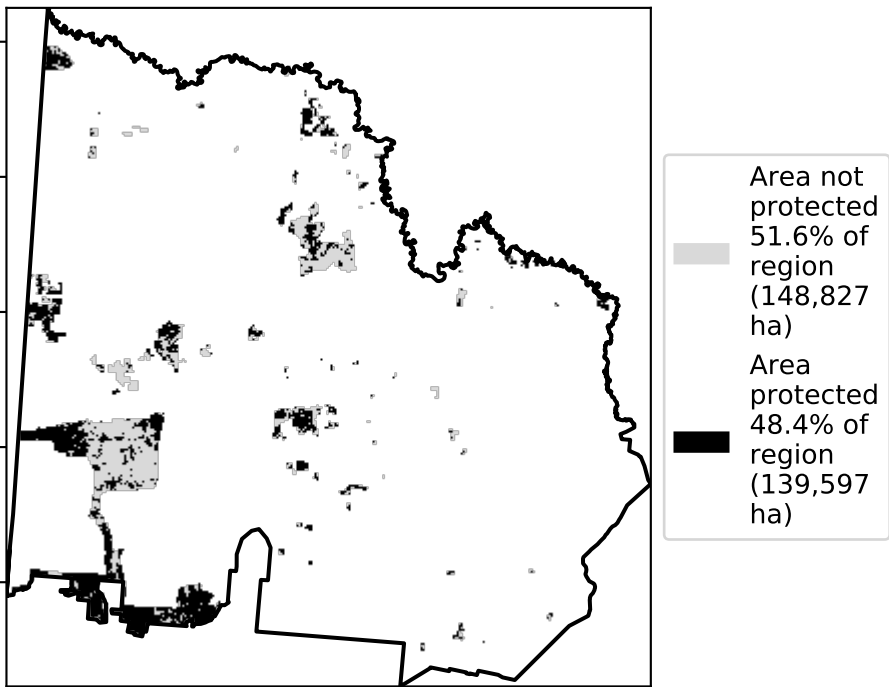 Area not
protected
51.6% of
region
(148,827
ha)
Area
protected
48.4% of
region
(139,597
ha)